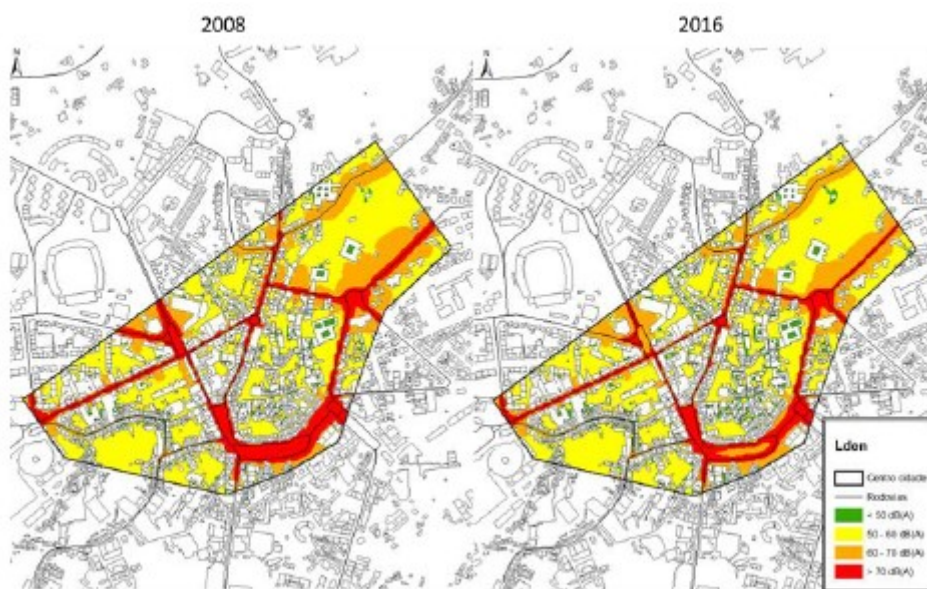 2008
2016
N
N
Lden
Centro cidade
Rodovias
< 50 dB(A)
50 - 60 dB(A)
60 - 70 dB(A)
> 70 dB(A)